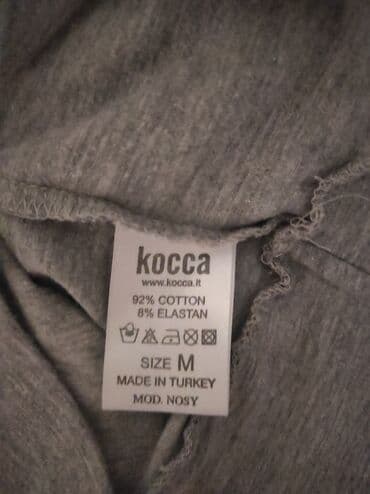 kocca
www.kocca.it
92% COTTON
8% ELASTAN
SIZE M
MADE IN TURKEY
MOD. NOSY